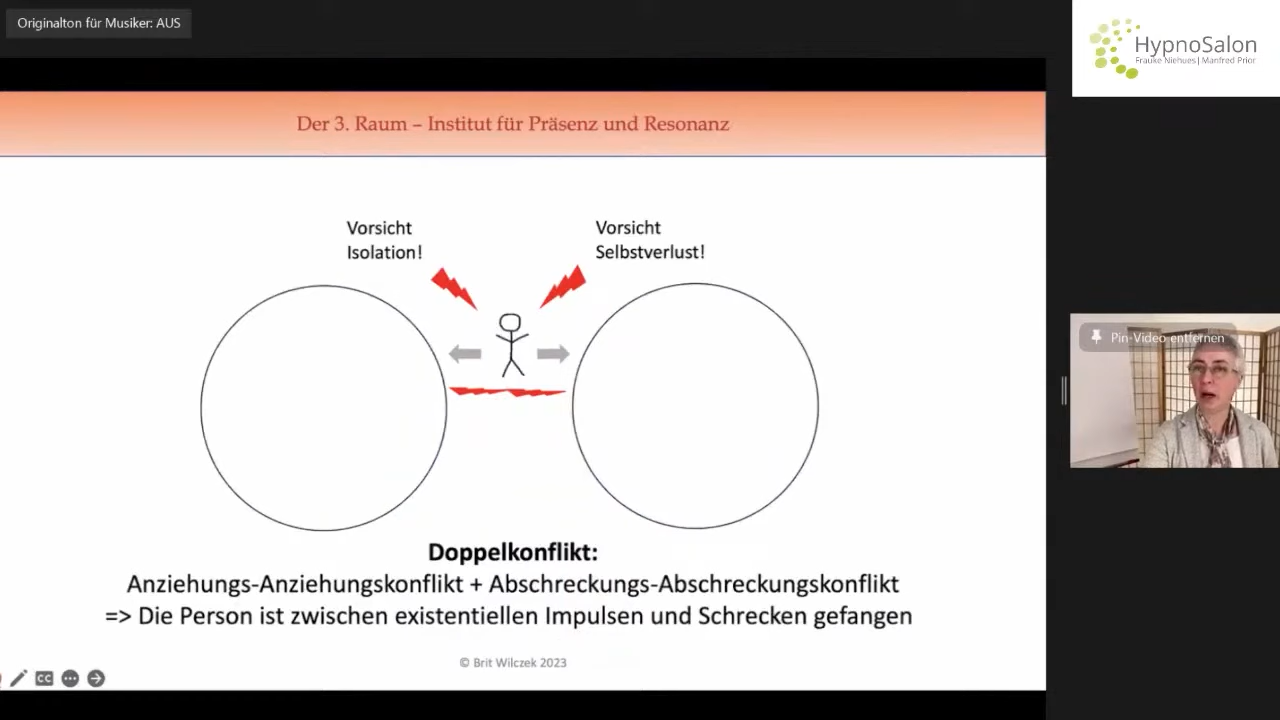 Originalton für Musiker: AUS
HypnoSalon
Frauke Niehues | Manfred Prior
Der 3. Raum – Institut für Präsenz und Resonanz
Vorsicht
Isolation!
Vorsicht
Selbstverlust!
Pin-Video entfernen
Doppelkonflikt:
Anziehungs-Anziehungskonflikt + Abschreckungs-Abschreckungskonflikt
=> Die Person ist zwischen existentiellen Impulsen und Schrecken gefangen
© Brit Wilczek 2023
CC